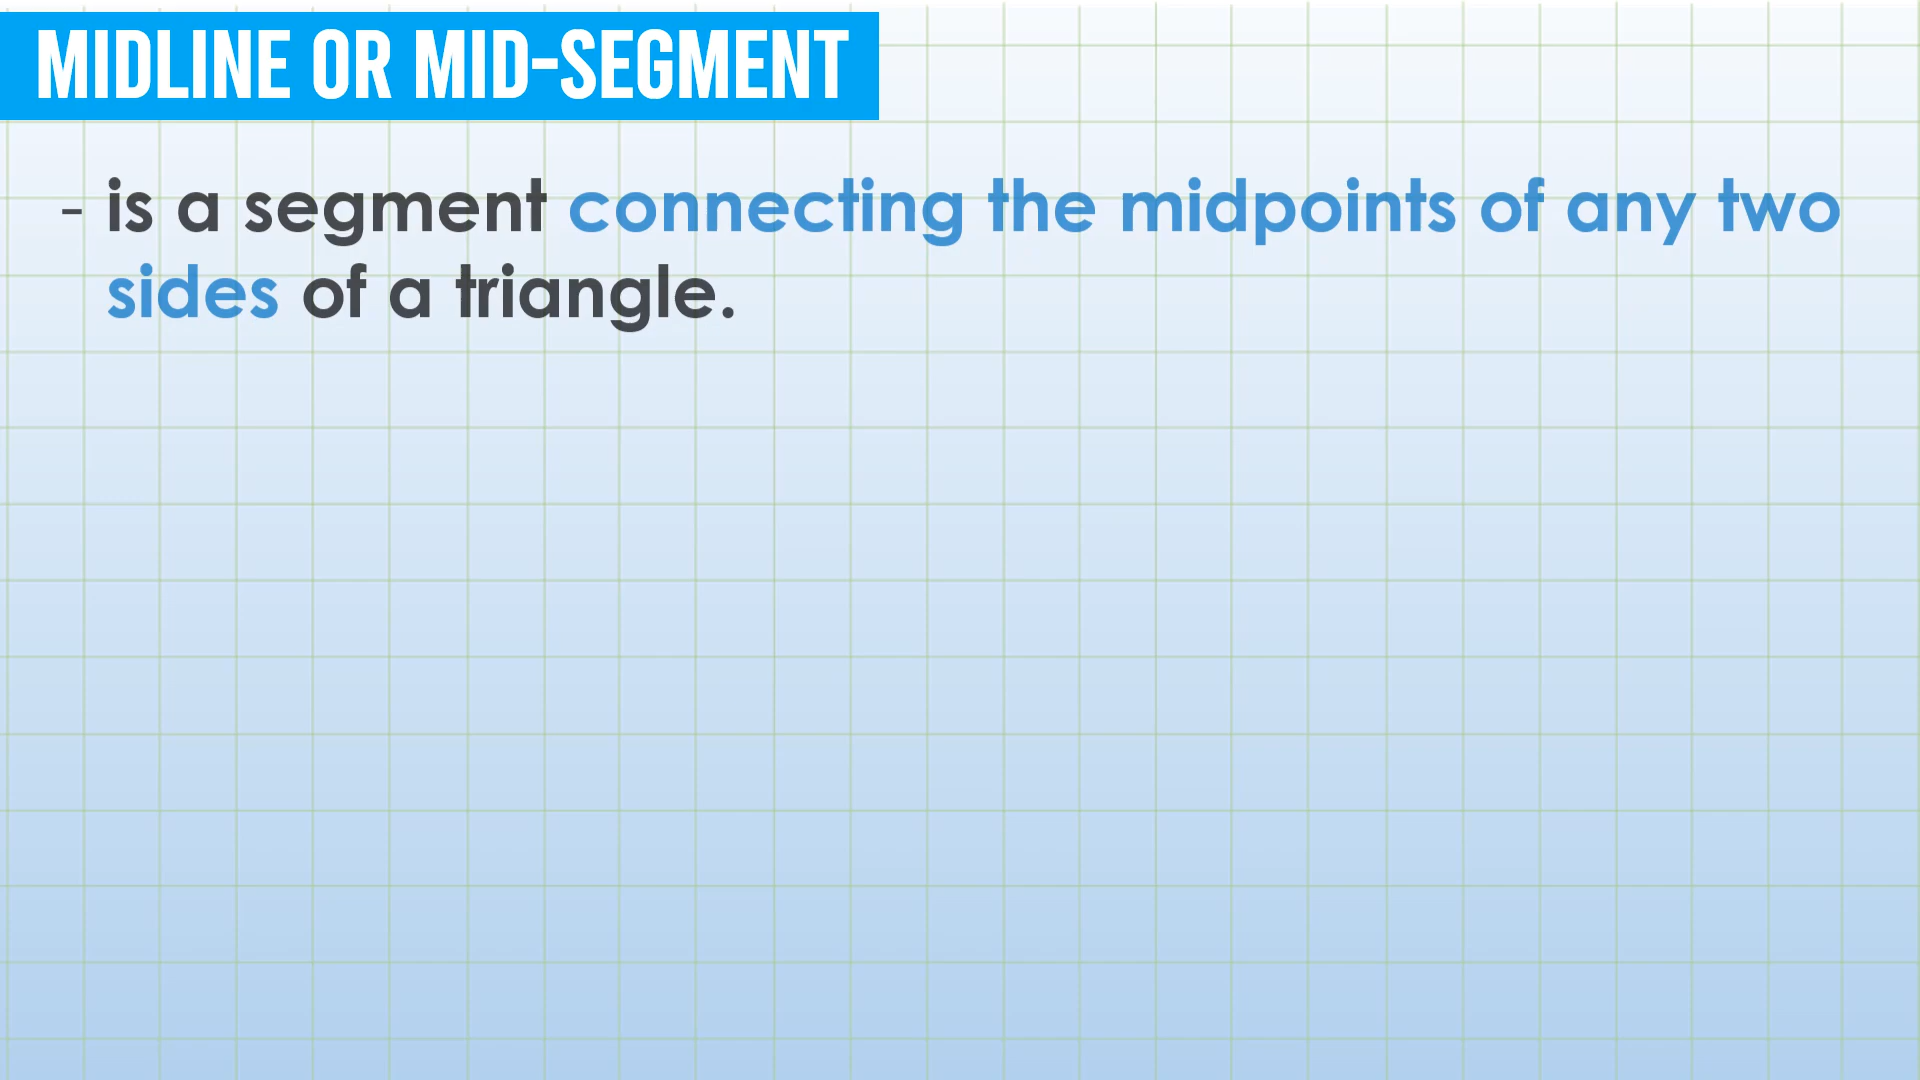 MIDLINE OR MID-SEGMENT
- is a segment connecting the midpoints of any two
sides of a triangle.